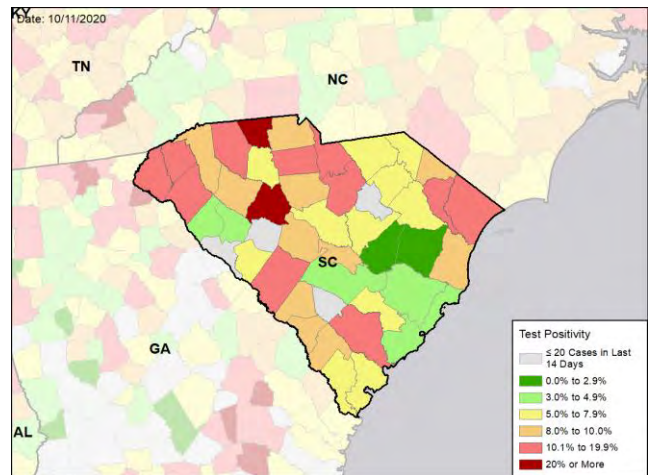 KY
Date: 10/11/2020
TN
NC
SC
GA
AL
Test Positivity
≤ 20 Cases in Last
14 Days
0.0% to 2.9%
3.0% to 4.9%
5.0% to 7.9%
8.0% to 10.0%
10.1% to 19.9%
20% or More